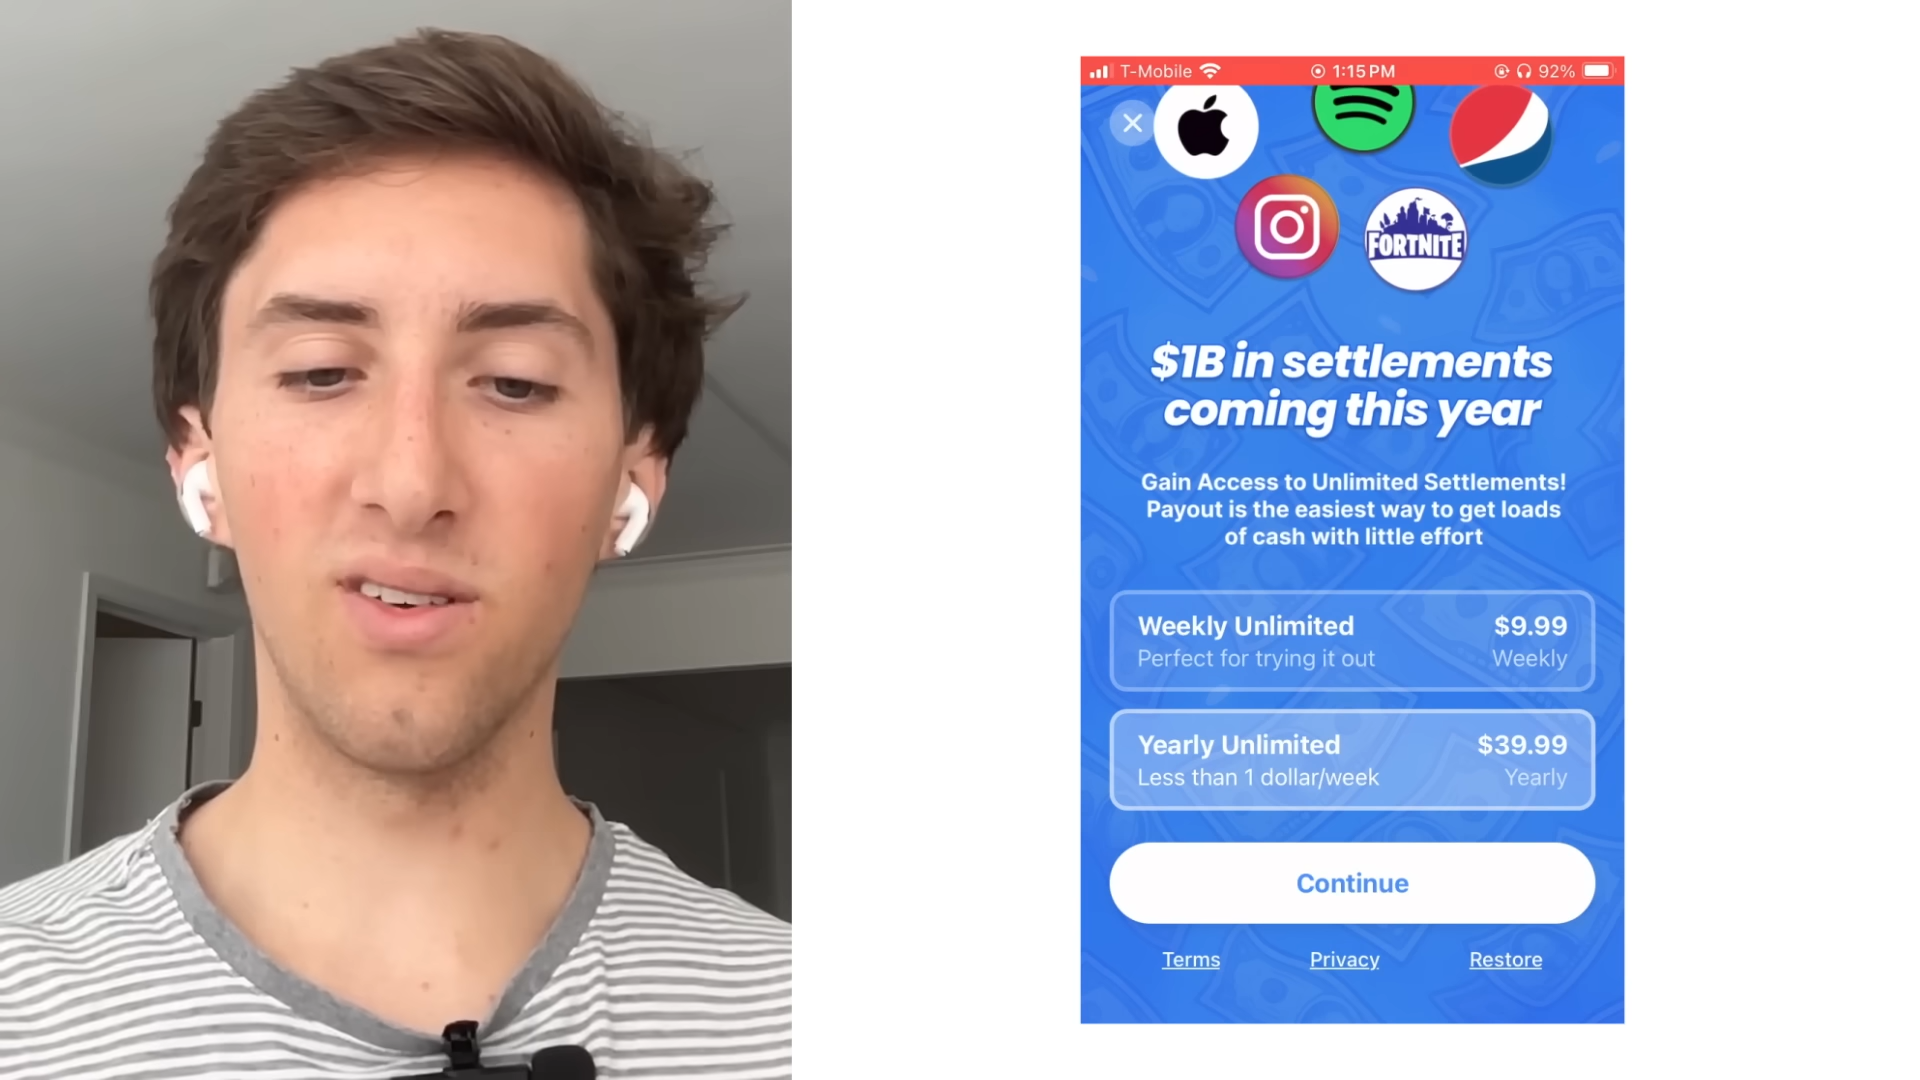 T-Mobile 1:15 PM 92%
FORTNITE
$1B in settlements
coming this year
Gain Access to Unlimited Settlements!
Payout is the easiest way to get loads
of cash with little effort
Weekly Unlimited $9.99
Perfect for trying it out Weekly
Yearly Unlimited $39.99
Less than 1 dollar/week Yearly
Continue
Terms Privacy Restore